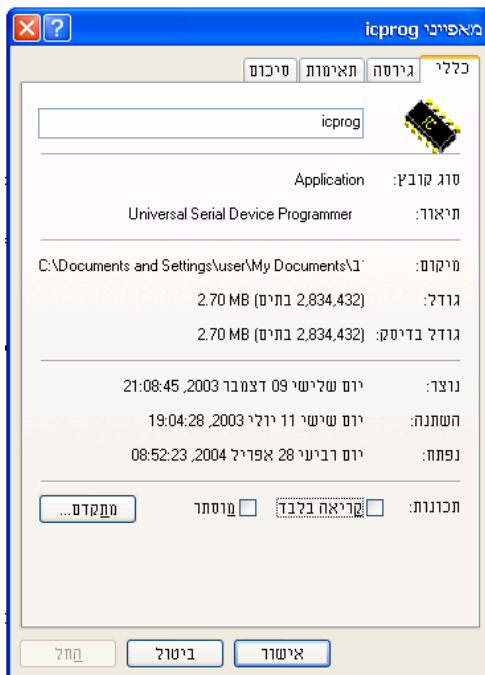 מאפייני icprog
כללי גירסה תאימות סיכום
icprog
סוג קובץ: Application
תיאור: Universal Serial Device Programmer
מיקום: C:\Documents and Settings\user\My Documents\
גודל: 2.70 MB (2,834,432 בתים)
גודל בדיסק: 2.70 MB (2,834,432 בתים)
נוצר: יום שלישי 09 דצמבר 2003, 21:08:45
השתנה: יום שישי 11 יולי 2003, 19:04:28
נפתח: יום רביעי 28 אפריל 2004, 08:52:23
תכונות: קריאה בלבד מוסתר מתקדם...
אישור ביטול החל